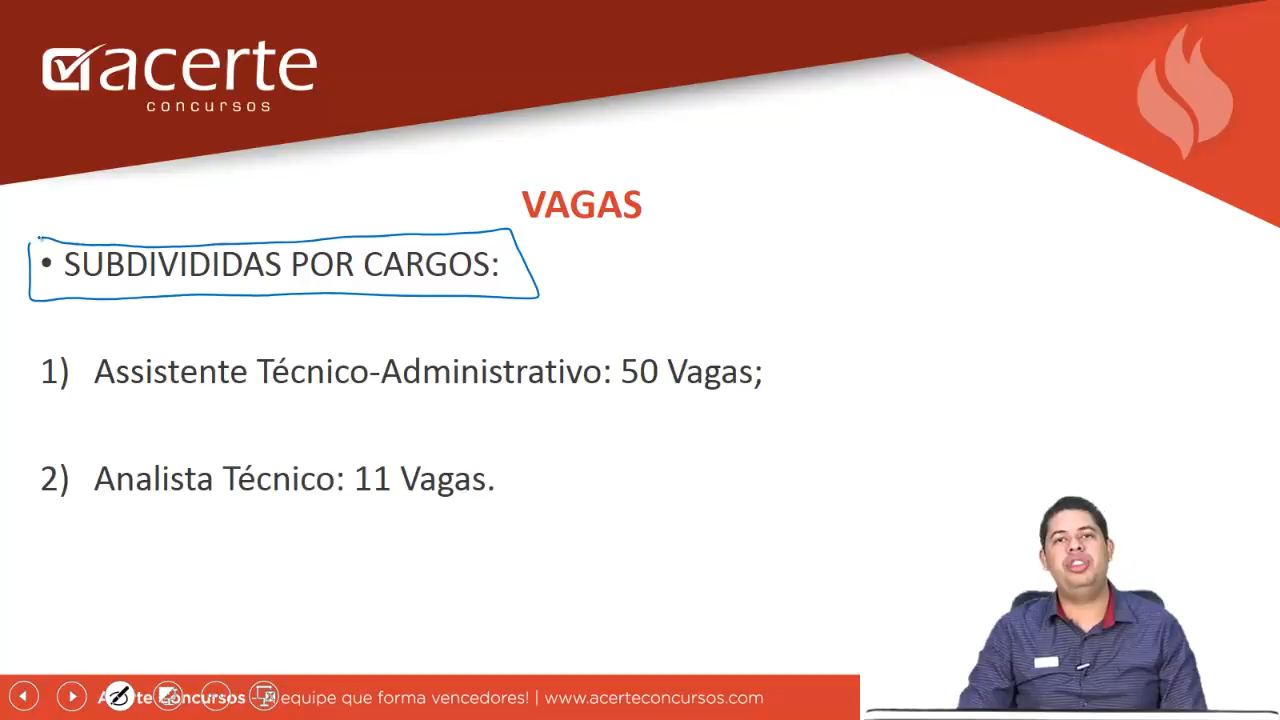 acerte
concursos
VAGAS
• SUBDIVIDIDAS POR CARGOS:
1) Assistente Técnico-Administrativo: 50 Vagas;
2) Analista Técnico: 11 Vagas.
Concursos - equipe que forma vencedores! | www.acerteconcursos.com